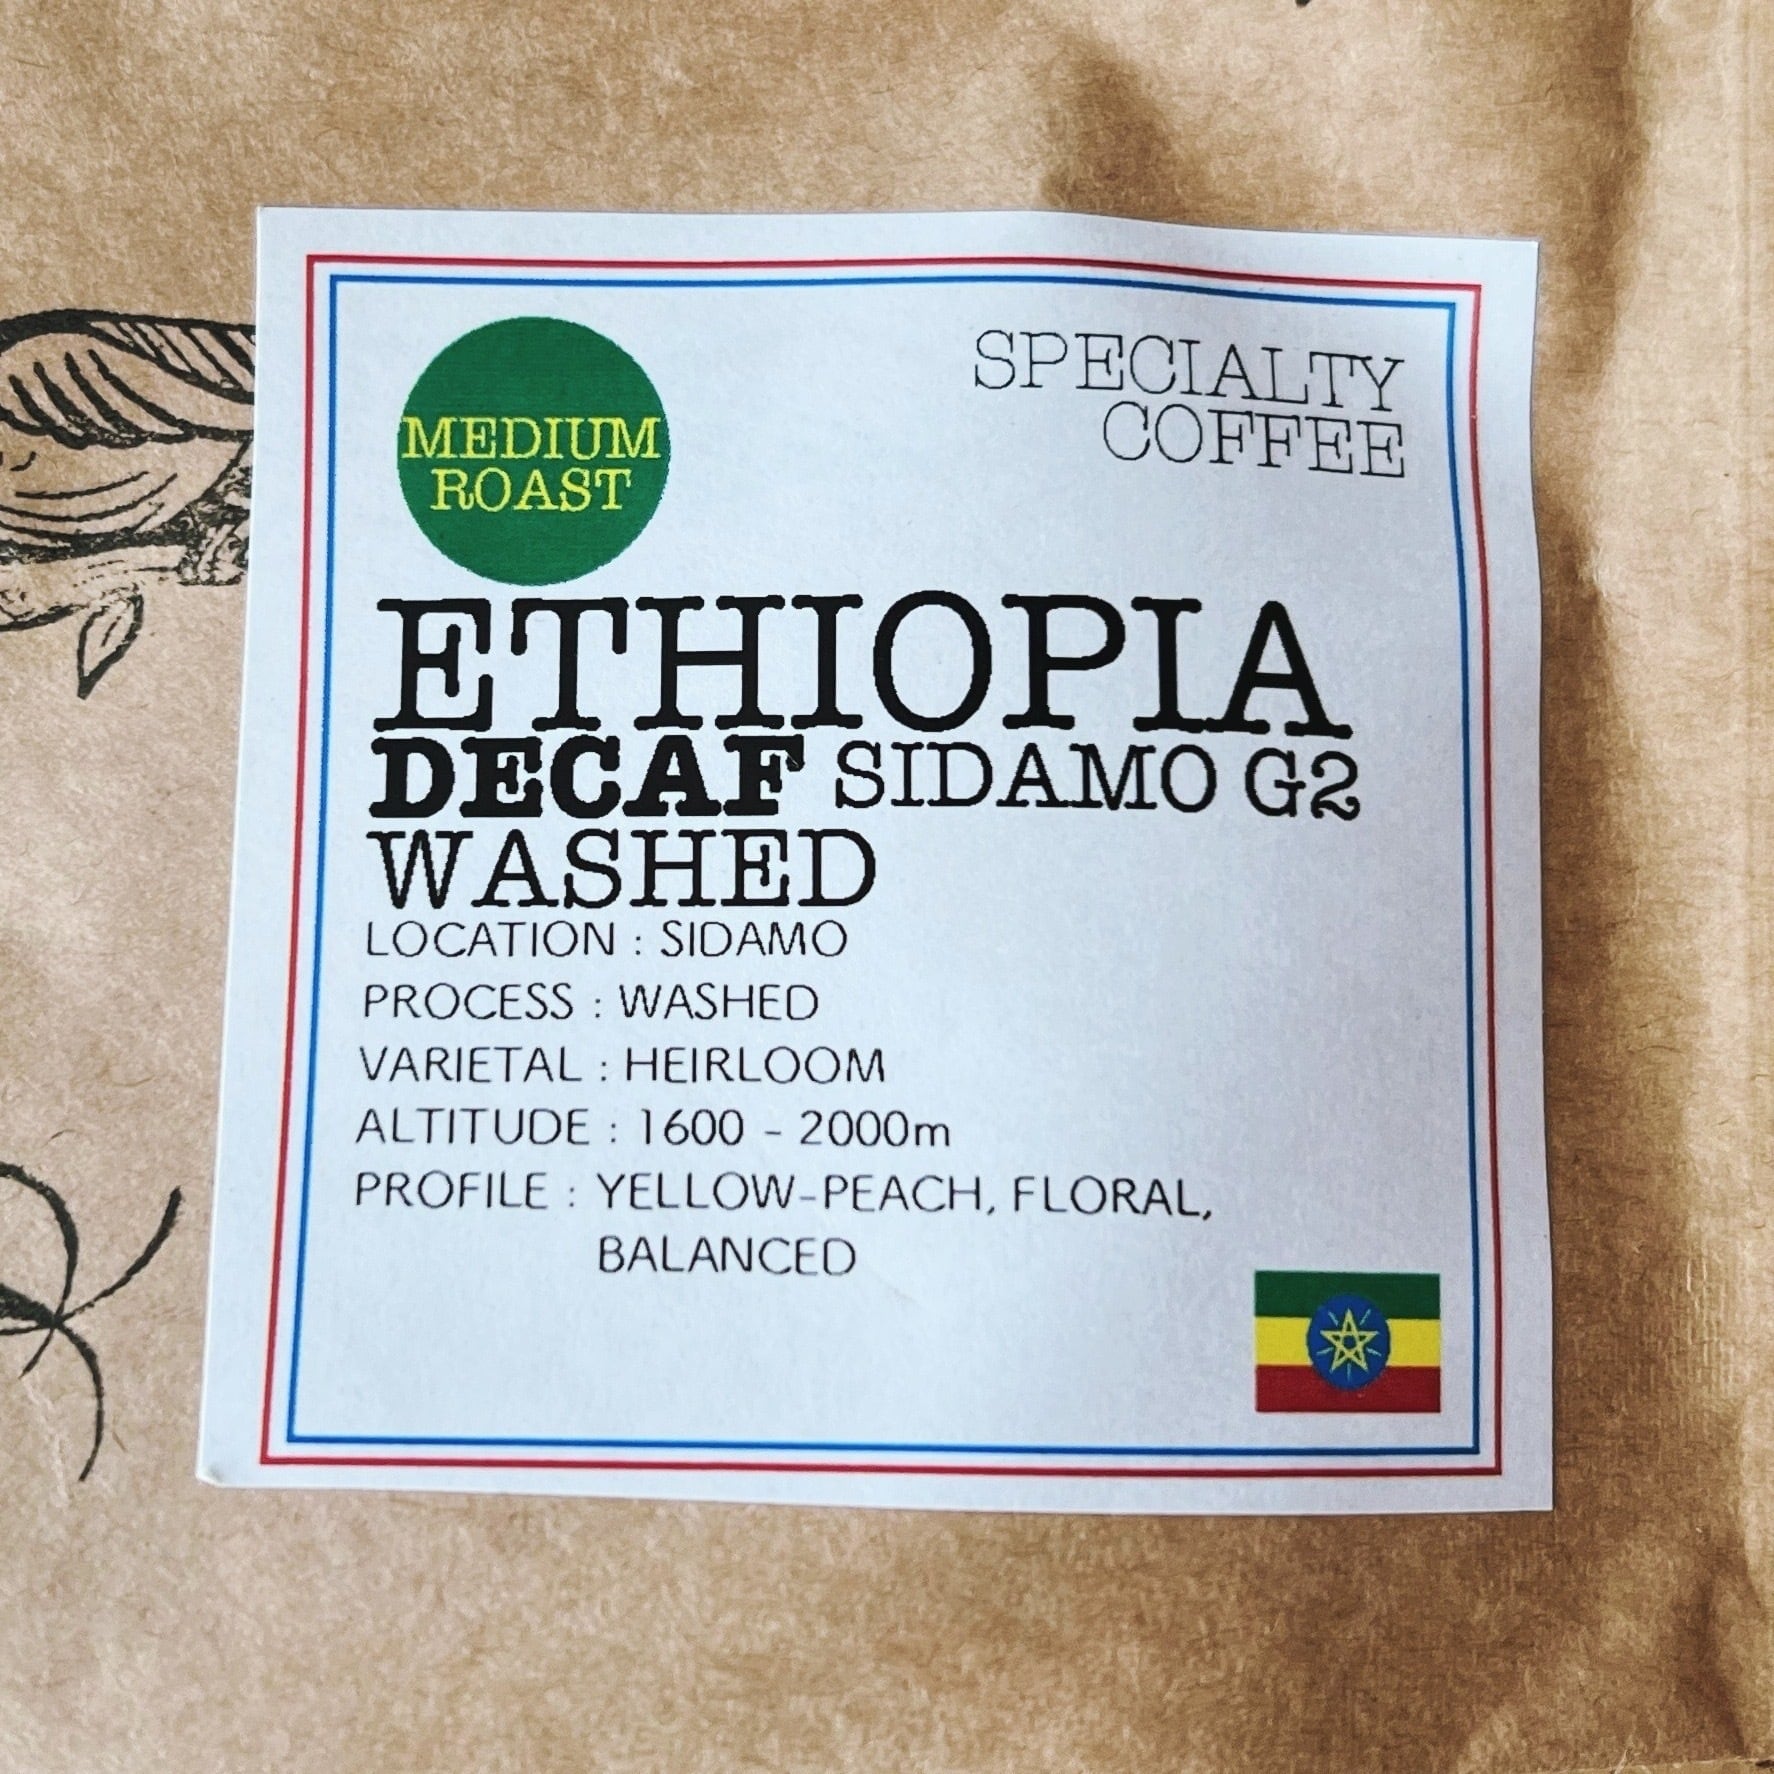 MEDIUM
ROAST
SPECIALTY
COFFEE
ETHIOPIA
DECAF SIDAMO G2
WASHED
LOCATION : SIDAMO
PROCESS : WASHED
VARIETAL : HEIRLOOM
ALTITUDE : 1600 - 2000m
PROFILE : YELLOW-PEACH, FLORAL,
BALANCED